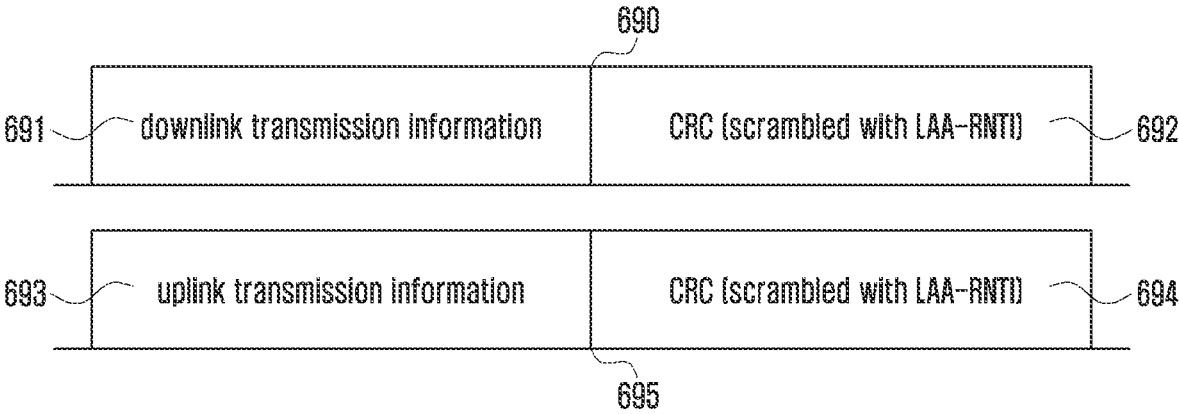 690
691 downlink transmission information CRC (scrambled with LAA-RNTI) 692
693 uplink transmission information CRC (scrambled with LAA-RNTI) 694
695